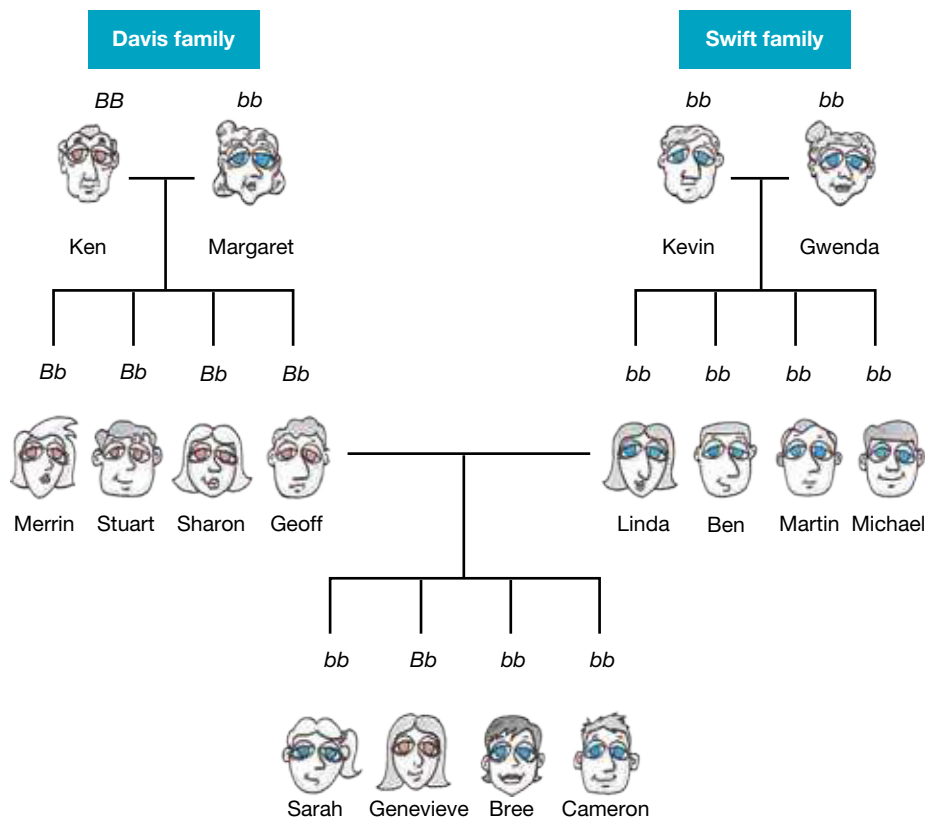 Davis family
Swift family
BB bb bb bb
Ken Margaret Kevin Gwenda
Bb Bb Bb Bb bb bb bb bb
Merrin Stuart Sharon Geoff Linda Ben Martin Michael
bb Bb bb bb
Sarah Genevieve Bree Cameron